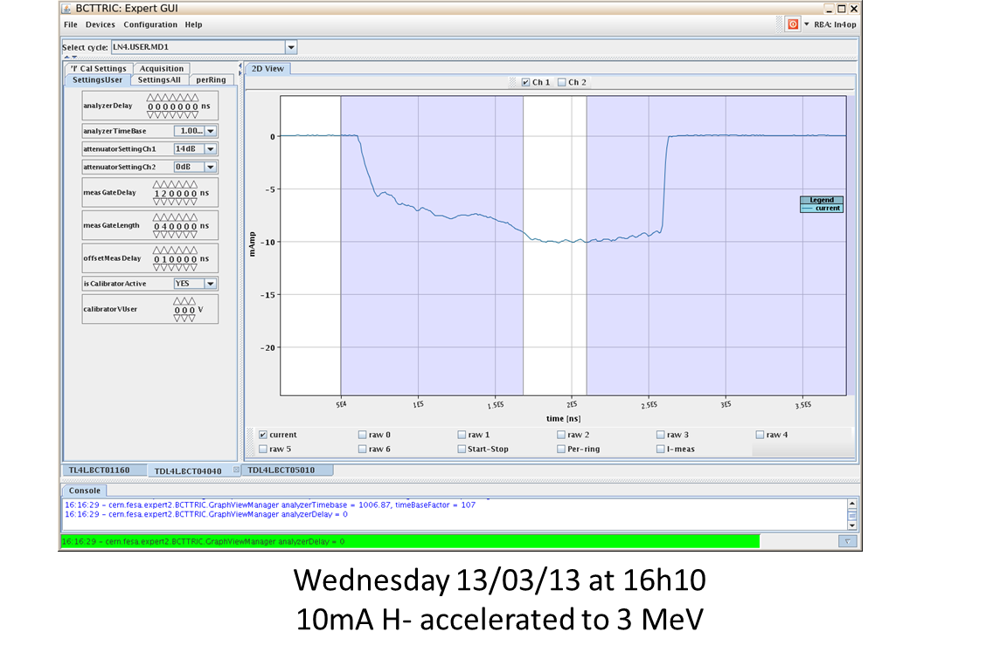 BCTTRIC: Expert GUI
File Devices Configuration Help
RBA: ln4op
Select cycle: LN4.USER.MD1
'I' Cal Settings Acquisition
SettingsUser SettingsAll perRing
2D View
Ch 1 Ch 2
analyzerDelay 0000000 ns
analyzerTimeBase 1.00...
attenuatorSettingCh1 14dB
attenuatorSettingCh2 0dB
measGateDelay 120000 ns
measGateLength 040000 ns
offsetMeasDelay 010000 ns
isCalibratorActive YES
calibratorVUser 000 V
mAmp
0
-5
-10
-15
-20
Legend
current
5E4 1E5 1.5E5 2E5 2.5E5 3E5 3.5E5
time [ns]
current raw 0 raw 1 raw 2 raw 3 raw 4
raw 5 raw 6 Start-Stop Per-ring I-meas
TL4L.BCT01160 TDL4L.BCT04040 TDL4L.BCT05010
Console
16:16:29 - cern.fesa.expert2.BCTTRIC.GraphViewManager analyzerTimebase = 1006.87, timeBaseFactor = 107
16:16:29 - cern.fesa.expert2.BCTTRIC.GraphViewManager analyzerDelay = 0
16:16:29 - cern.fesa.expert2.BCTTRIC.GraphViewManager analyzerDelay = 0
Wednesday 13/03/13 at 16h10
10mA H- accelerated to 3 MeV